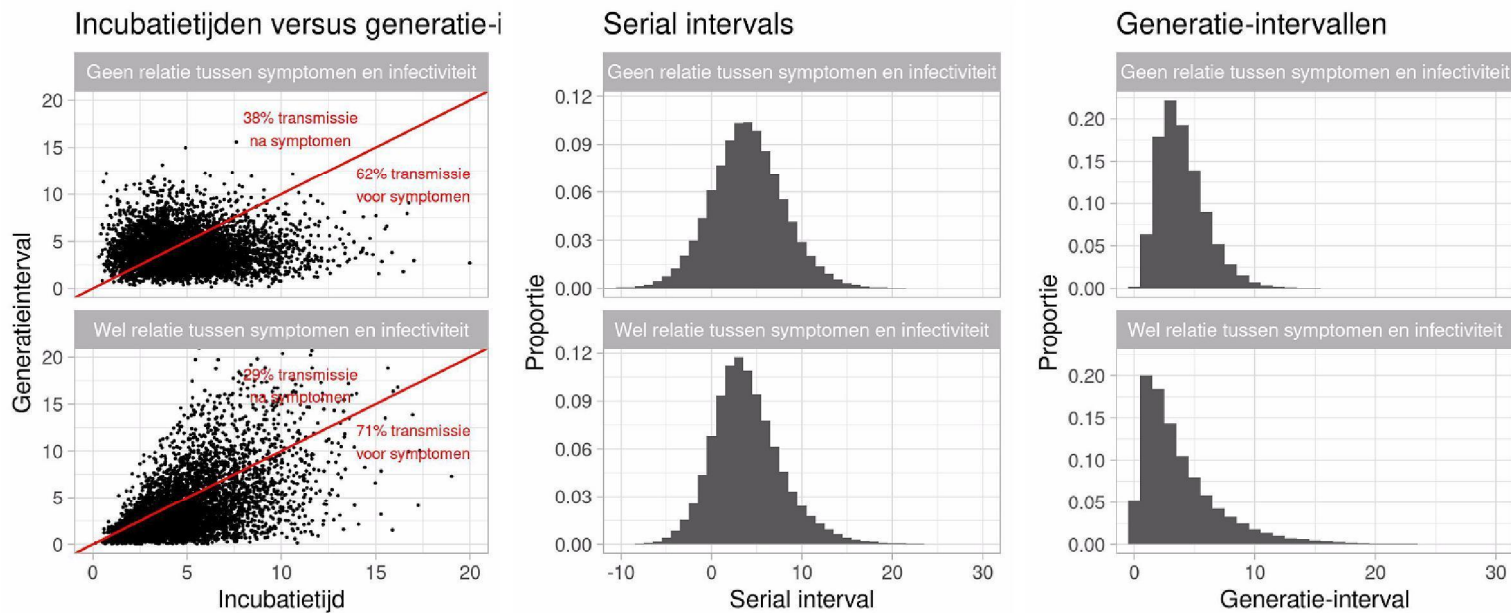 Incubatietijden versus generatie-i
Geen relatie tussen symptomen en infectiviteit
20
15
10
5
0
38% transmissie
na symptomen
62% transmissie
voor symptomen
Wel relatie tussen symptomen en infectiviteit
20
15
10
5
0
29% transmissie
na symptomen
71% transmissie
voor symptomen
Generatieinterval
0 5 10 15 20
Incubatietijd
Serial intervals
Geen relatie tussen symptomen en infectiviteit
0.12
0.09
0.06
0.03
0.00
Wel relatie tussen symptomen en infectiviteit
0.12
0.09
0.06
0.03
0.00
Proportie
-10 0 10 20 30
Serial interval
Generatie-intervallen
Geen relatie tussen symptomen en infectiviteit
0.20
0.15
0.10
0.05
0.00
Wel relatie tussen symptomen en infectiviteit
0.20
0.15
0.10
0.05
0.00
Proportie
0 10 20 30
Generatie-interval